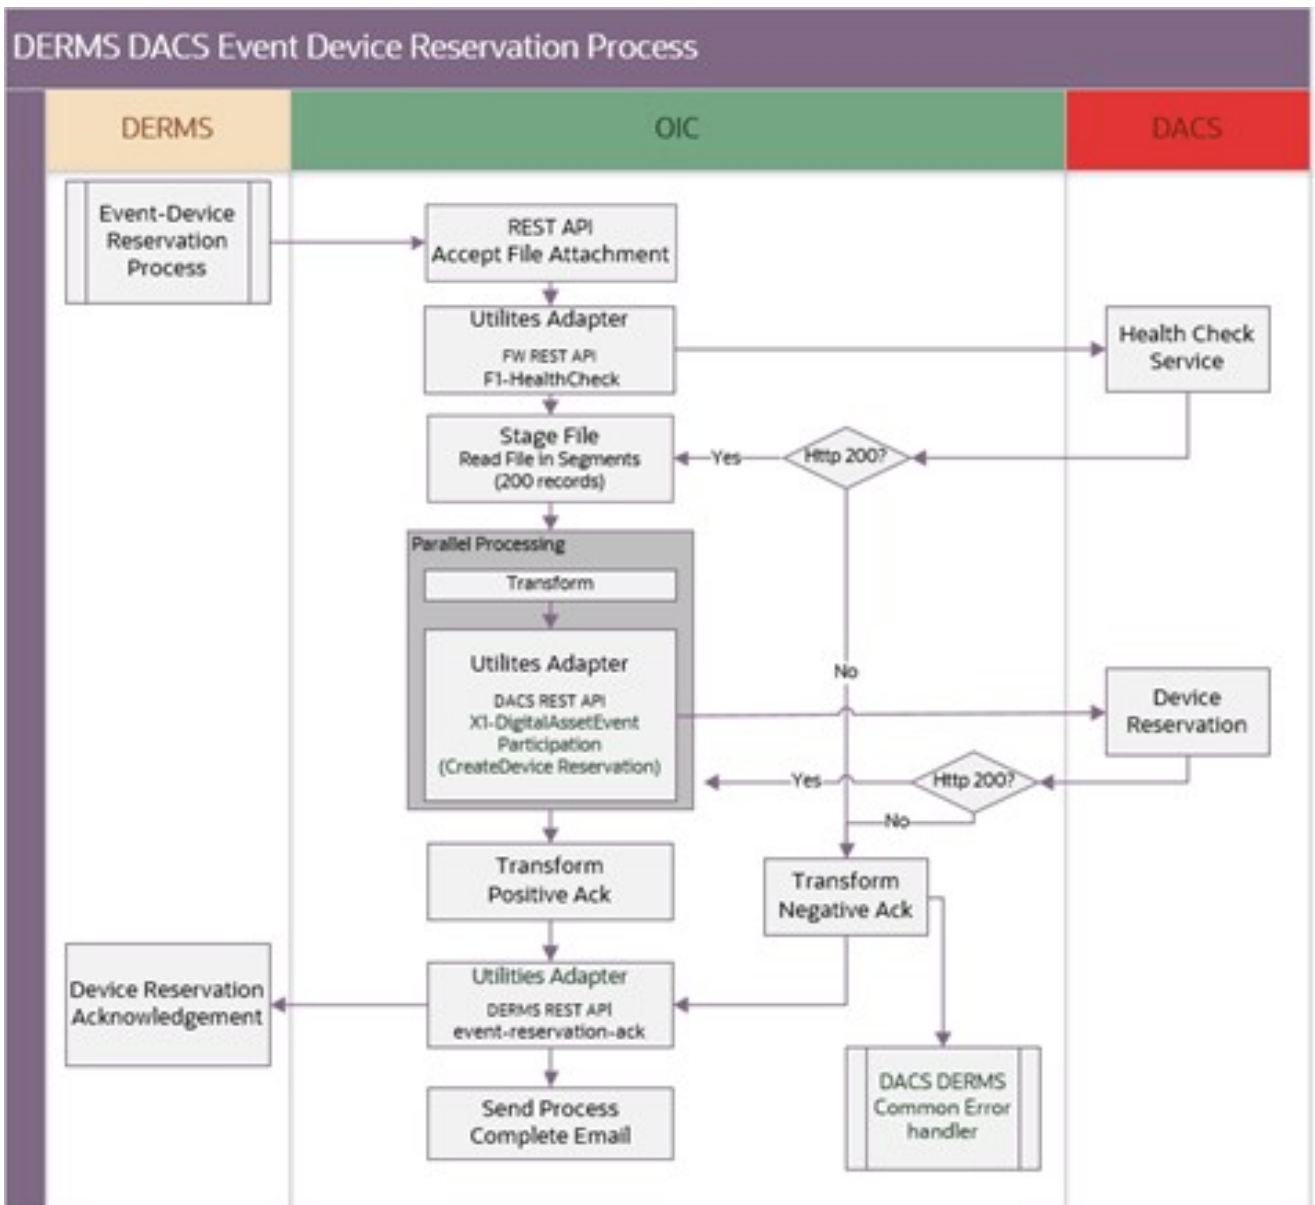 DERMS DACS Event Device Reservation Process
DERMS
OIC
DACS
Event-Device
Reservation
Process
REST API
Accept File Attachment
Utilites Adapter
FW REST API
F1-HealthCheck
Health Check
Service
Stage File
Read File in Segments
(200 records)
Yes
Http 200?
Parallel Processing
Transform
Utilites Adapter
DACS REST API
X1-DigitalAssetEvent
Participation
(CreateDevice Reservation)
No
Device
Reservation
Yes
Http 200?
No
Transform
Positive Ack
Transform
Negative Ack
Device Reservation
Acknowledgement
Utilities Adapter
DERMS REST API
event-reservation-ack
Send Process
Complete Email
DACS DERMS
Common Error
handler